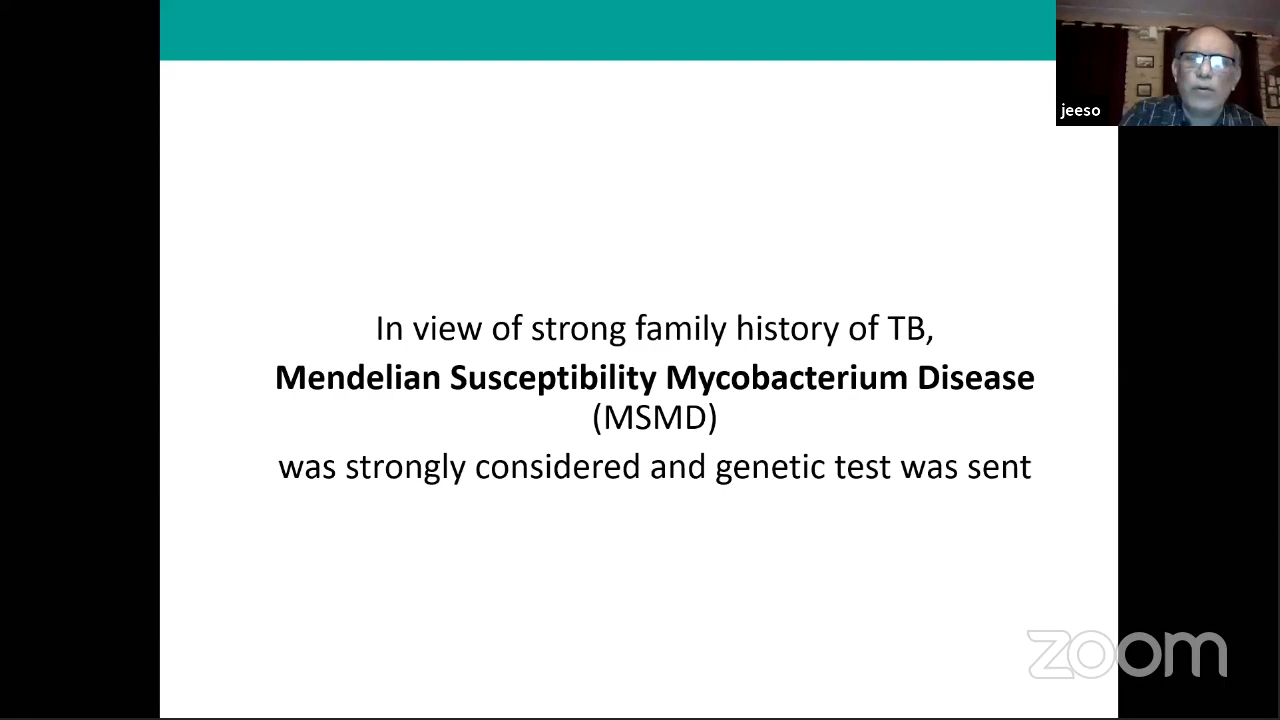 jeeso
In view of strong family history of TB,
Mendelian Susceptibility Mycobacterium Disease
(MSMD)
was strongly considered and genetic test was sent
zoom